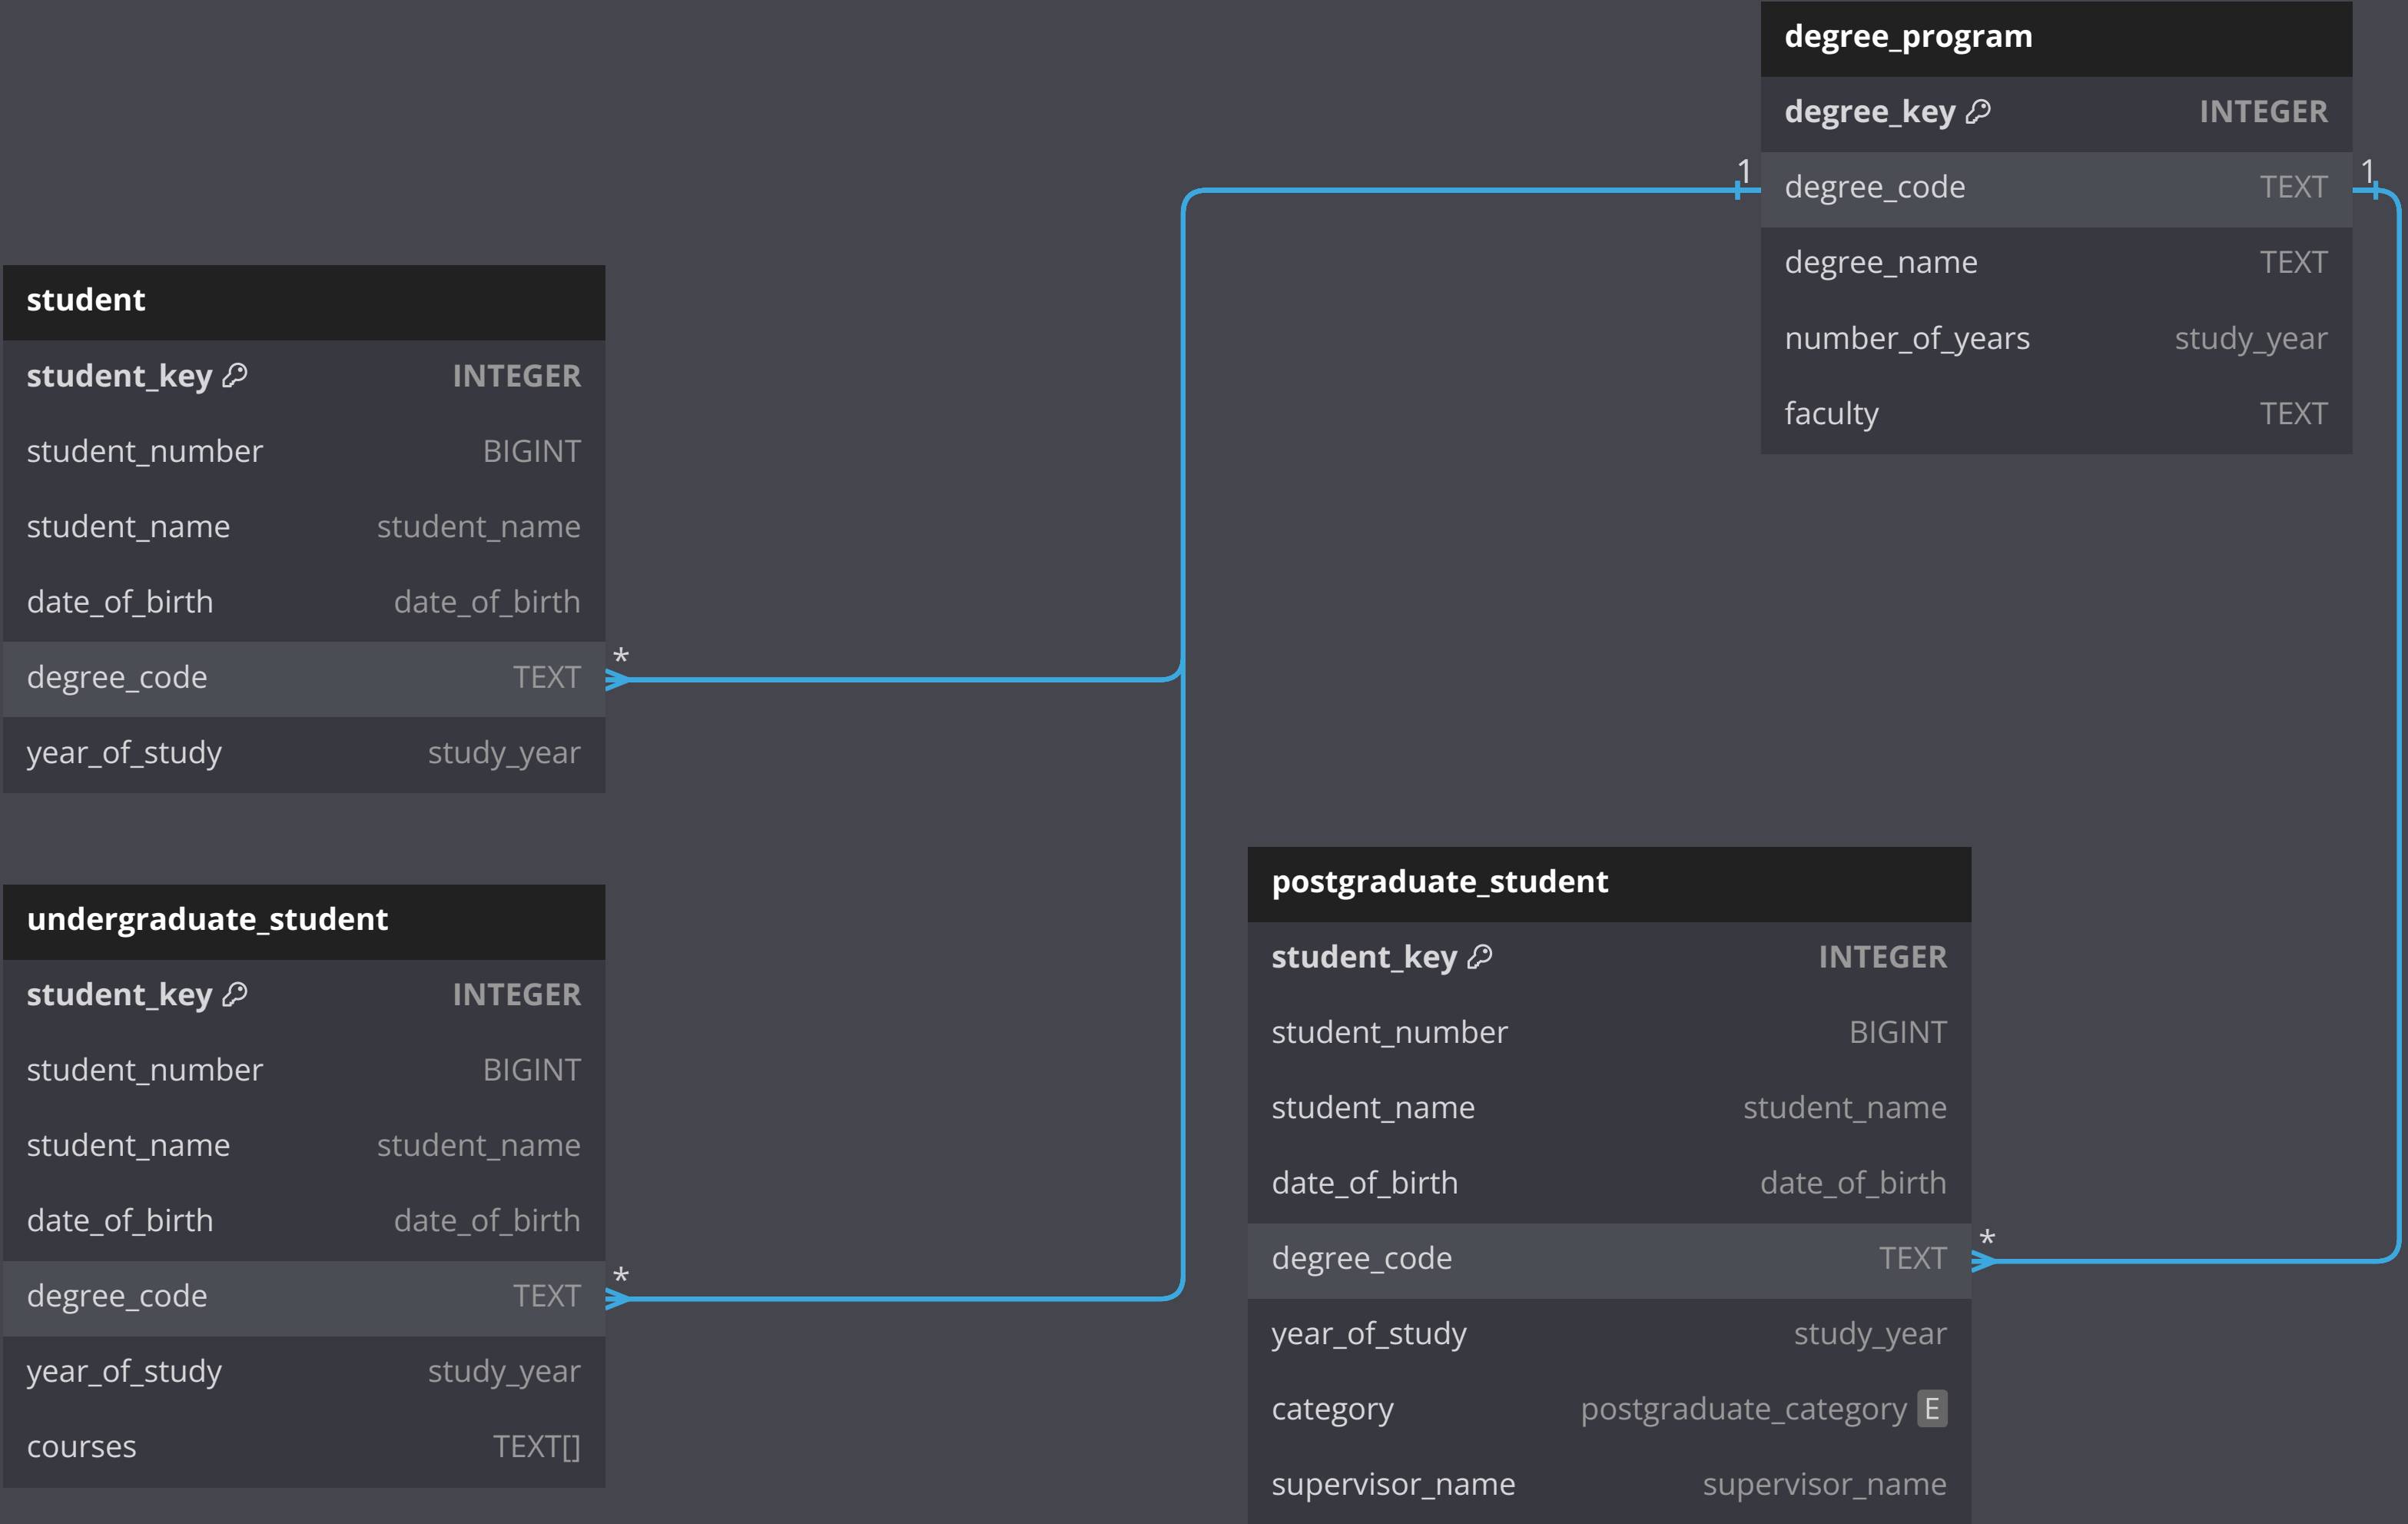 degree_program
degree_key INTEGER
1 degree_code TEXT 1
degree_name TEXT
number_of_years study_year
faculty TEXT
student
student_key INTEGER
student_number BIGINT
student_name student_name
date_of_birth date_of_birth
degree_code TEXT *
year_of_study study_year
undergraduate_student
student_key INTEGER
student_number BIGINT
student_name student_name
date_of_birth date_of_birth
degree_code TEXT *
year_of_study study_year
courses TEXT[]
postgraduate_student
student_key INTEGER
student_number BIGINT
student_name student_name
date_of_birth date_of_birth
degree_code TEXT *
year_of_study study_year
category postgraduate_category E
supervisor_name supervisor_name